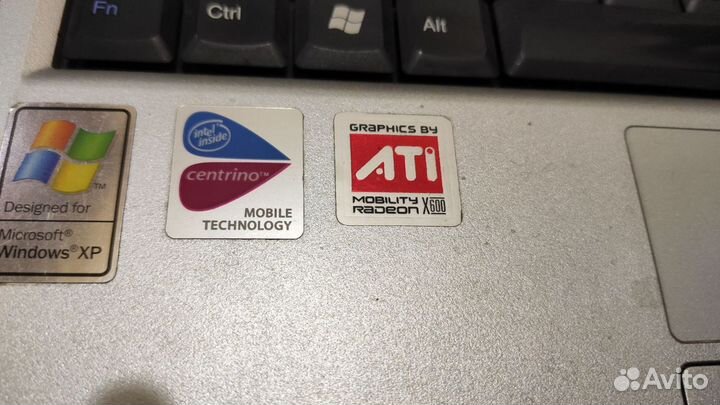 Fn
Ctrl
Alt
TM
Designed for
Microsoft®
Windows®XP
intel
inside
centrino™
MOBILE
TECHNOLOGY
GRAPHICS BY
ATI
MOBILITY
RADEON X600
Avito